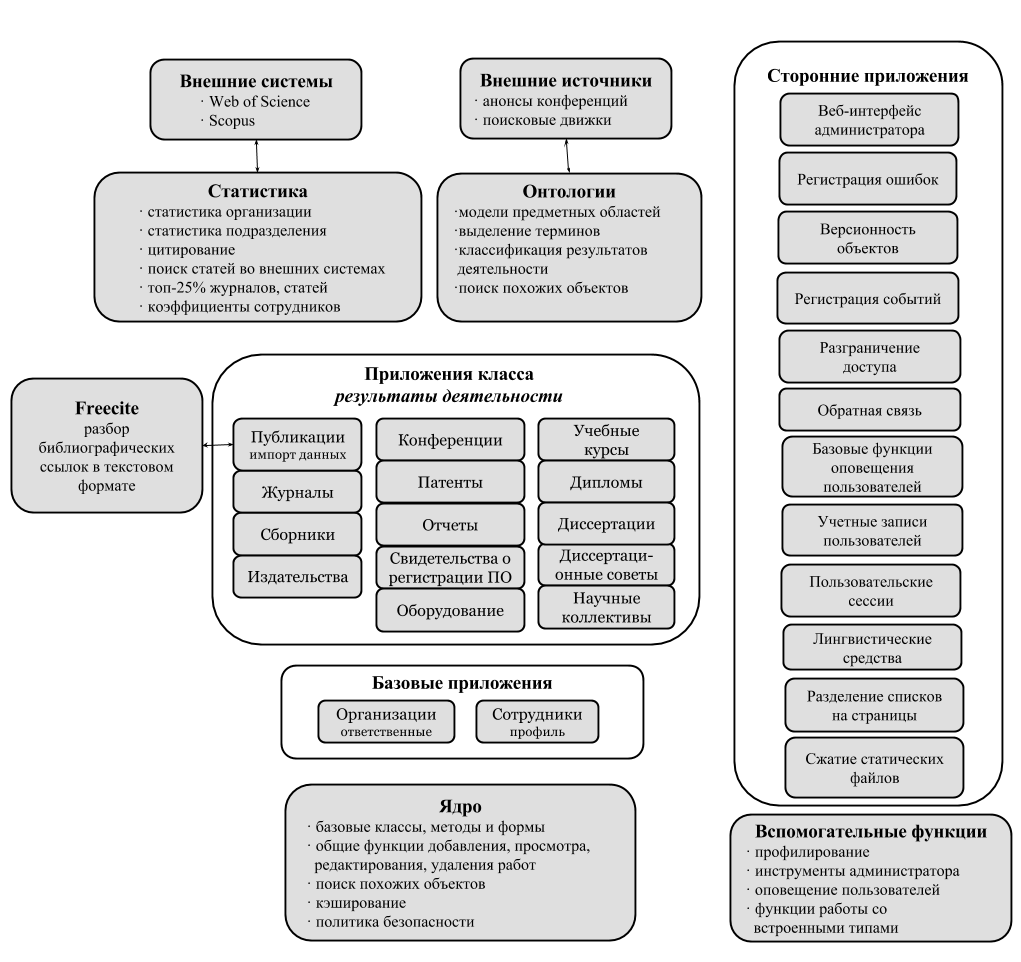 Внешние системы
· Web of Science
· Scopus
Внешние источники
· анонсы конференций
· поисковые движки
Статистика
· статистика организации
· статистика подразделения
· цитирование
· поиск статей во внешних системах
· топ-25% журналов, статей
· коэффициенты сотрудников
Онтологии
·модели предметных областей
·выделение терминов
·классификация результатов
деятельности
·поиск похожих объектов
Freecite
разбор
библиографических
ссылок в текстовом
формате
Приложения класса
результаты деятельности
Публикации
импорт данных
Журналы
Сборники
Издательства
Конференции
Патенты
Отчеты
Свидетельства о
регистрации ПО
Оборудование
Учебные
курсы
Дипломы
Диссертации
Диссертаци-
онные советы
Научные
коллективы
Базовые приложения
Организации
ответственные
Сотрудники
профиль
Ядро
· базовые классы, методы и формы
· общие функции добавления, просмотра,
редактирования, удаления работ
· поиск похожих объектов
· кэширование
· политика безопасности
Сторонние приложения
Веб-интерфейс
администратора
Регистрация ошибок
Версионность
объектов
Регистрация событий
Разграничение
доступа
Обратная связь
Базовые функции
оповещения
пользователей
Учетные записи
пользователей
Пользовательские
сессии
Лингвистические
средства
Разделение списков
на страницы
Сжатие статических
файлов
Вспомогательные функции
· профилирование
· инструменты администратора
· оповещение пользователей
· функции работы со
встроенными типами